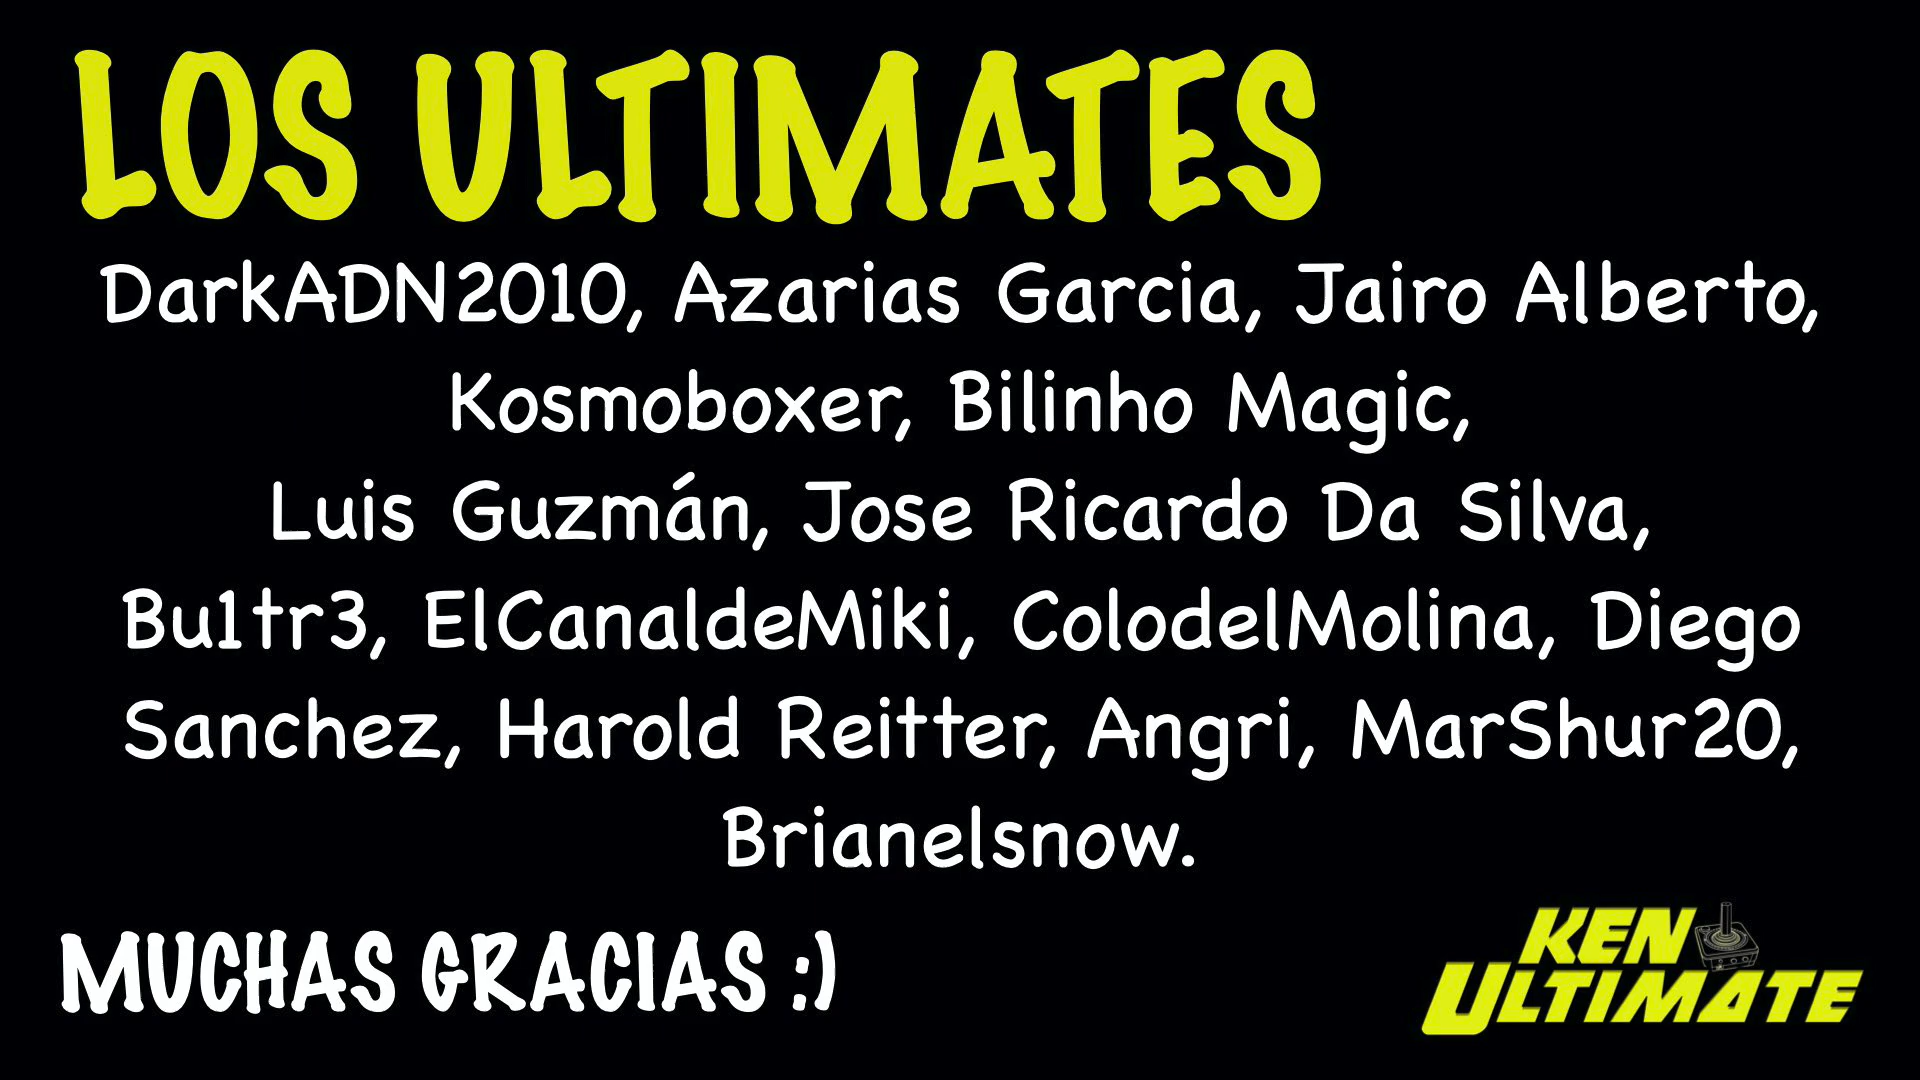 LOS ULTIMATES
DarkADN2010, Azarias Garcia, Jairo Alberto,
Kosmoboxer, Bilinho Magic,
Luis Guzmán, Jose Ricardo Da Silva,
Bu1tr3, ElCanaldeMiki, ColodelMolina, Diego
Sanchez, Harold Reitter, Angri, MarShur20,
Brianelsnow.
MUCHAS GRACIAS :)
KEN
ULTIMATE